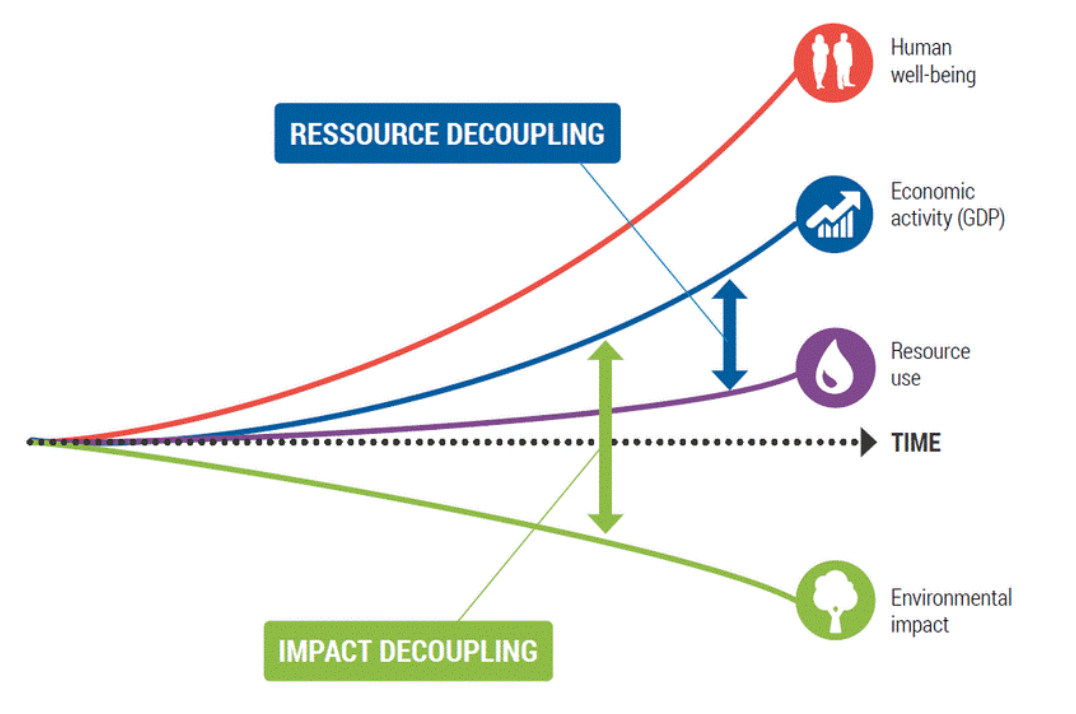 Human
well-being
RESSOURCE DECOUPLING
Economic
activity (GDP)
Resource
use
TIME
Environmental
impact
IMPACT DECOUPLING